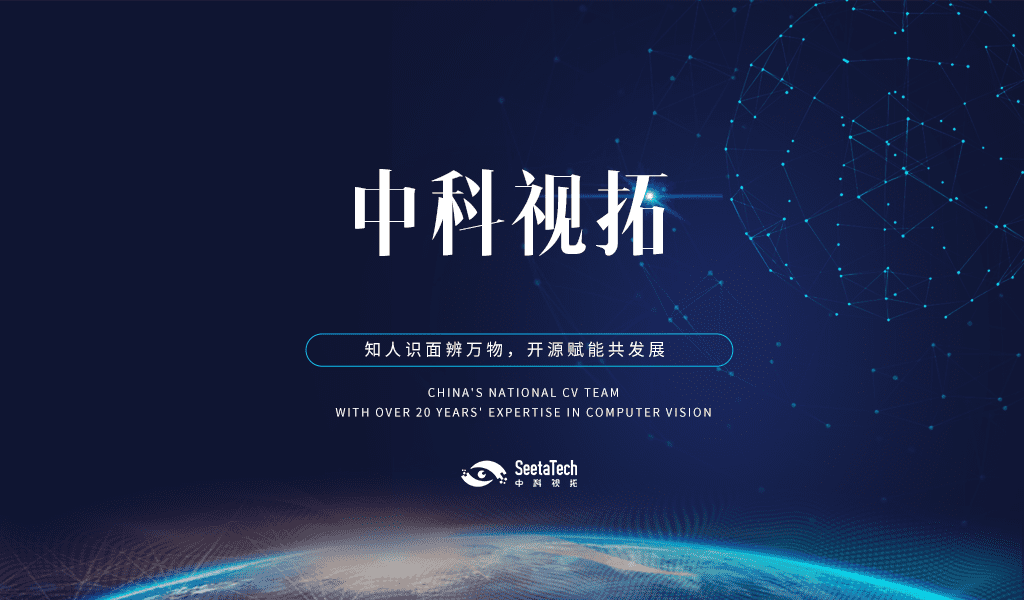 中科视拓
知人识面辨万物，开源赋能共发展
CHINA'S NATIONAL CV TEAM
WITH OVER 20 YEARS' EXPERTISE IN COMPUTER VISION
SeetaTech
中科视拓